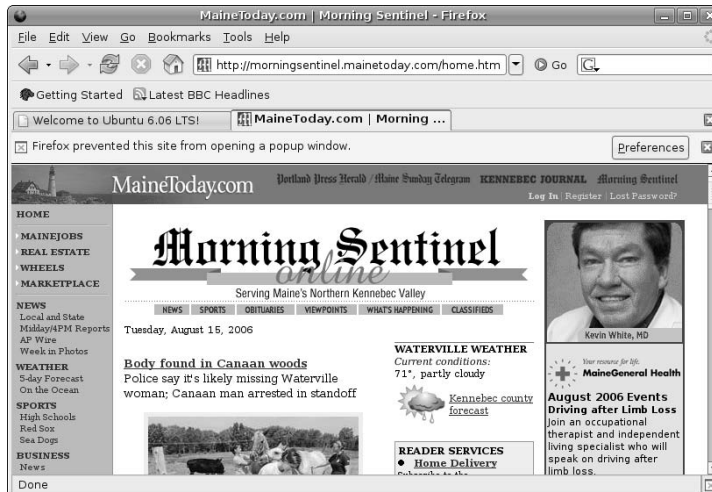 MaineToday.com | Morning Sentinel - Firefox
File Edit View Go Bookmarks Tools Help
http://morningsentinel.mainetoday.com/home.htm Go G
Getting Started Latest BBC Headlines
Welcome to Ubuntu 6.06 LTS! MaineToday.com | Morning ...
Firefox prevented this site from opening a popup window. Preferences
MaineToday.com Portland Press Herald / Maine Sunday Telegram KENNEBEC JOURNAL Morning Sentinel
Log In | Register | Lost Password?
HOME
MAINEJOBS
REAL ESTATE
WHEELS
MARKETPLACE
NEWS
Local and State
Midday/4PM Reports
AP Wire
Week in Photos
WEATHER
5-day Forecast
On the Ocean
SPORTS
High Schools
Red Sox
Sea Dogs
BUSINESS
News
Morning Sentinel
online
Serving Maine's Northern Kennebec Valley
NEWS SPORTS OBITUARIES VIEWPOINTS WHAT'S HAPPENING CLASSIFIEDS
Tuesday, August 15, 2006
Body found in Canaan woods
Police say it's likely missing Waterville
woman; Canaan man arrested in standoff
WATERVILLE WEATHER
Current conditions:
71°, partly cloudy
Kennebec county
forecast
READER SERVICES
Home Delivery
Subscribe to the
Kevin White, MD
Your resource for life.
MaineGeneral Health
August 2006 Events
Driving after Limb Loss
Join an occupational
therapist and independent
living specialist who will
speak on driving after
limb loss.
Done